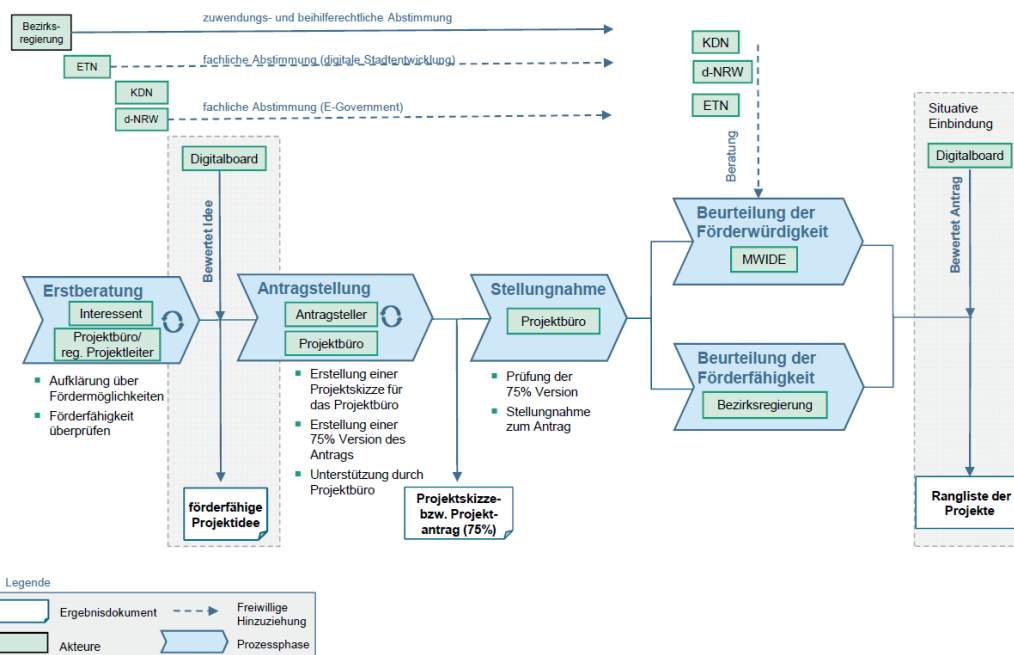 Bezirks-
regierung
zuwendungs- und beihilferechtliche Abstimmung
ETN
fachliche Abstimmung (digitale Stadtentwicklung)
KDN
d-NRW
fachliche Abstimmung (E-Government)
KDN
d-NRW
ETN
Beratung
Situative
Einbindung
Digitalboard
Bewertet Antrag
Digitalboard
Bewertet Idee
Erstberatung
Interessent
Projektbüro/
reg. Projektleiter
Aufklärung über
Fördermöglichkeiten
Förderfähigkeit
überprüfen
förderfähige
Projektidee
Antragstellung
Antragsteller
Projektbüro
Erstellung einer
Projektskizze für
das Projektbüro
Erstellung einer
75% Version des
Antrags
Unterstützung durch
Projektbüro
Projektskizze-
bzw. Projekt-
antrag (75%)
Stellungnahme
Projektbüro
Prüfung der
75% Version
Stellungnahme
zum Antrag
Beurteilung der
Förderwürdigkeit
MWIDE
Beurteilung der
Förderfähigkeit
Bezirksregierung
Rangliste der
Projekte
Legende
Ergebnisdokument
Freiwillige
Hinzuziehung
Akteure
Prozessphase